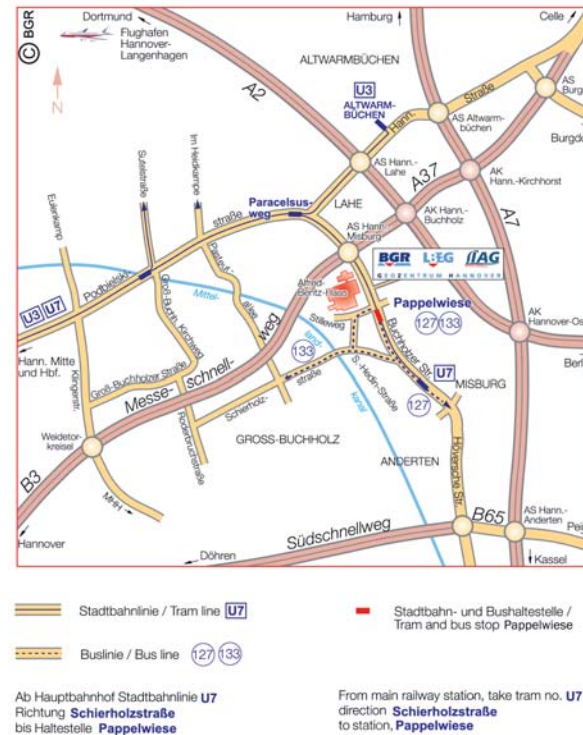 © BGR
Dortmund
Flughafen
Hannover-
Langenhagen
Hamburg
Celle
ALTWARMBÜCHEN
N
A2
U3
ALTWARM-
BÜCHEN
Hann.
Straße
AS
Burg
AS Altwarm-
büchen
Burgdo
Sutelstraße
Im Heidkampe
AS Hann.-
Lahe
A37
AK
Hann.-Kirchhorst
Eulenkamp
Paracelsus-
weg
LAHE
AK Hann.-
Buchholz
A7
straße
AS Hann.
Misburg
Podbielski-
Pasteur-
allee
BGR LBEG LIAG
GEOZENTRUM HANNOVER
Alfred-
Bentz-Haus
Mittel-
land-
kanal
U3 U7
Groß-Buchh. Kirchweg
Stilleweg
Pappelwiese
127 133
AK
Hannover-Os
Hann. Mitte
und Hbf.
133
Buchholzer Str.
Berl
Klingerstr.
Groß-Buchholzer Straße
Messe-
schnell-
weg
S.-Hedin-Straße
U7
MISBURG
Schierholz-
straße
127
Roderbruchstraße
GROSS-BUCHHOLZ
Weidetor-
kreisel
ANDERTEN
Höversche Str.
B3
MHH
AS Hann.-
Anderten
B65
Pei
Südschnellweg
Hannover
Döhren
Kassel
Stadtbahnlinie / Tram line U7
Stadtbahn- und Bushaltestelle /
Tram and bus stop Pappelwiese
Buslinie / Bus line 127 133
Ab Hauptbahnhof Stadtbahnlinie U7
Richtung Schierholzstraße
bis Haltestelle Pappelwiese
From main railway station, take tram no. U7
direction Schierholzstraße
to station, Pappelwiese